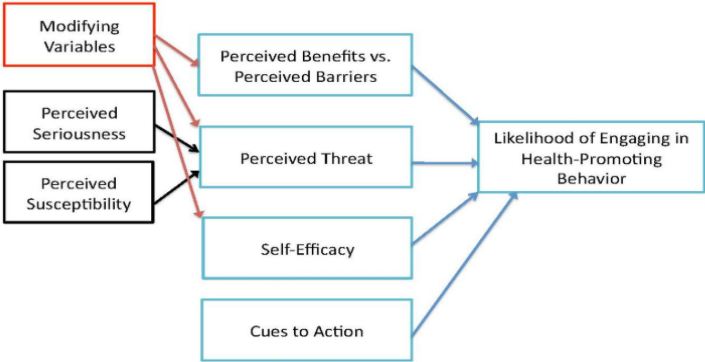 Modifying
Variables
Perceived Benefits vs.
Perceived Barriers
Perceived
Seriousness
Perceived Threat
Likelihood of Engaging in
Health-Promoting
Behavior
Perceived
Susceptibility
Self-Efficacy
Cues to Action